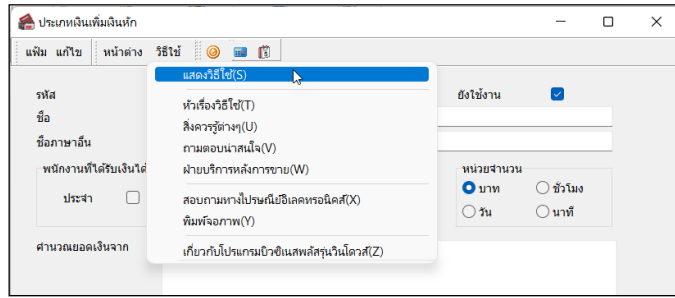 ประเภทเงินเพิ่มเงินหัก
แฟ้ม แก้ไข หน้าต่าง วิธีใช้
แสดงวิธีใช้(S)
รหัส
ยังใช้งาน
หัวเรื่องวิธีใช้(T)
ชื่อ
สิ่งควรรู้ต่างๆ(U)
ชื่อภาษาอื่น
ถามตอบน่าสนใจ(V)
พนักงานที่ได้รับเงินได้
ฝ่ายบริการหลังการขาย(W)
หน่วยจำนวน
บาท ชั่วโมง
ประจำ
สอบถามทางไปรษณีย์อิเลคทรอนิคส์(X)
วัน นาที
พิมพ์จอภาพ(Y)
คำนวณยอดเงินจาก
เกี่ยวกับโปรแกรมบิวซิเนสพลัสรุ่นวินโดวส์(Z)